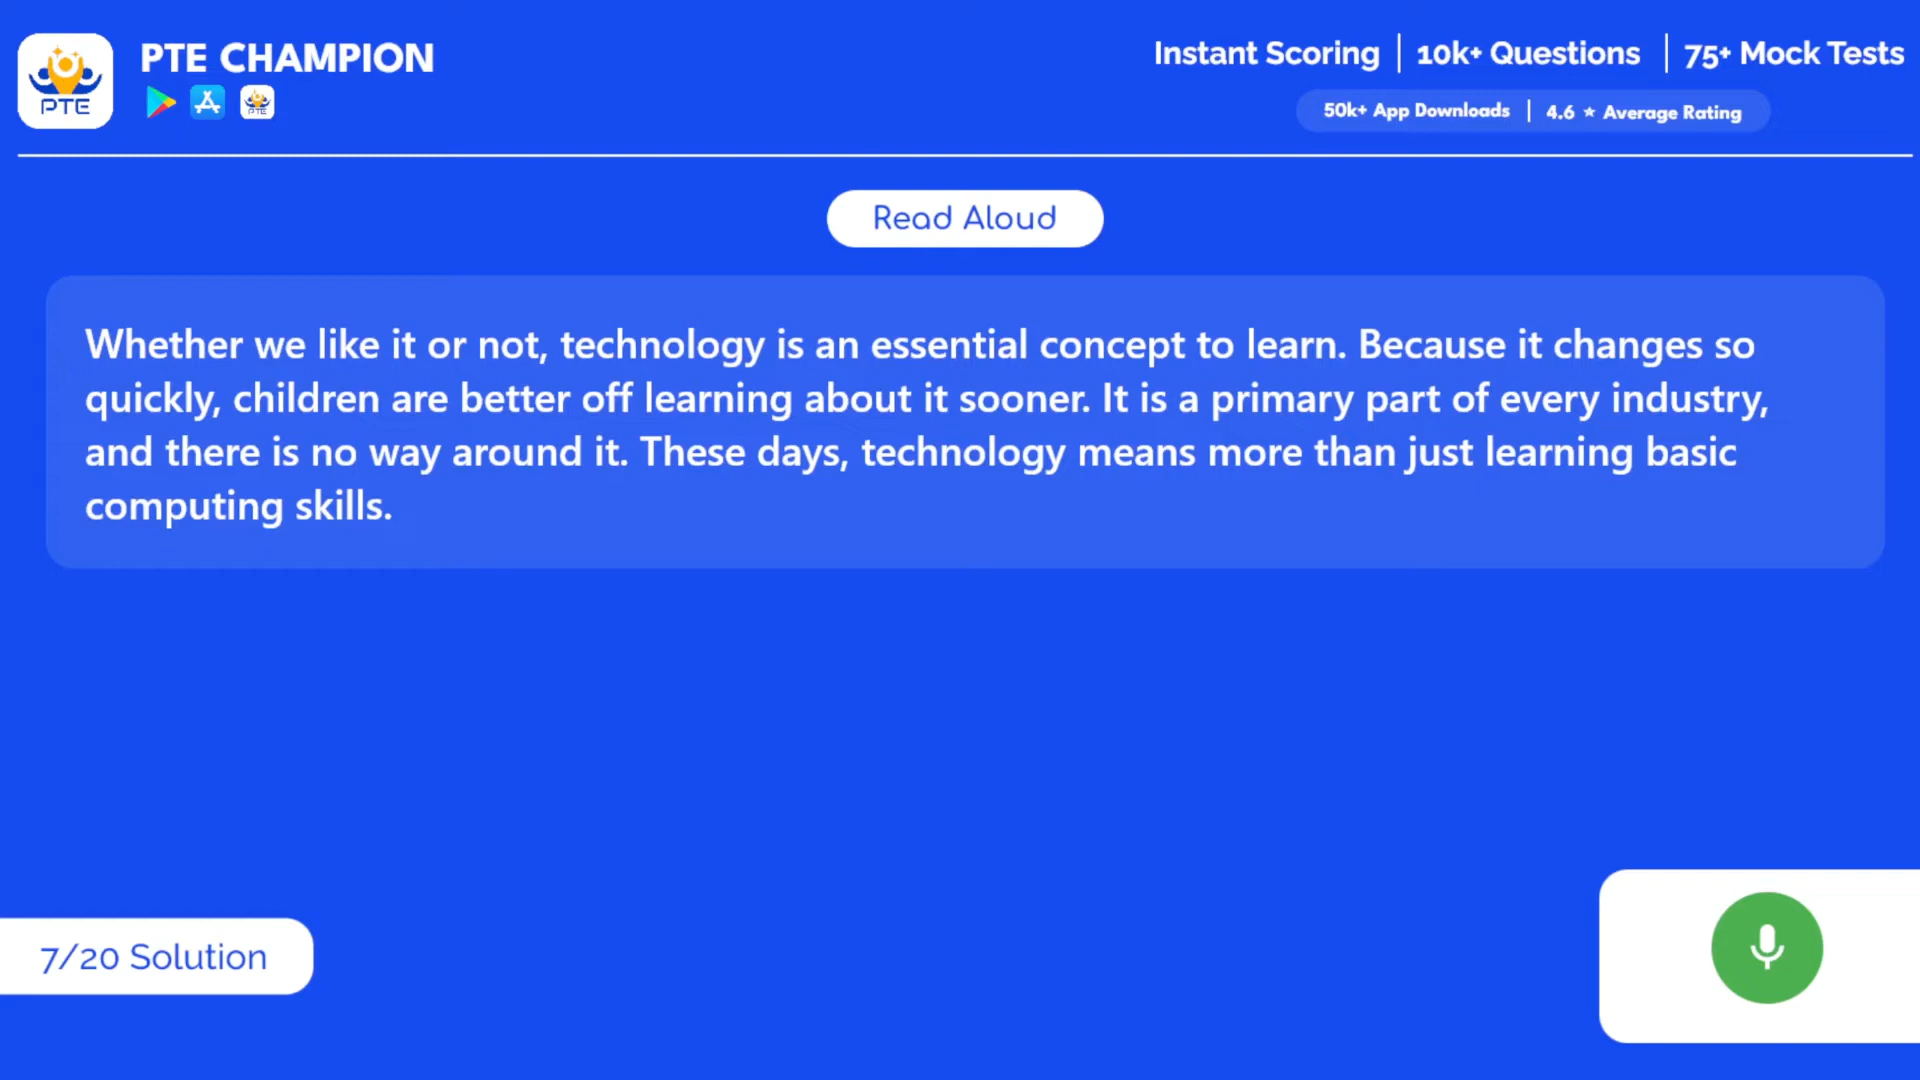 PTE CHAMPION
PTE
PTE
Instant Scoring | 10k+ Questions | 75+ Mock Tests
50k+ App Downloads | 4.6 ★ Average Rating
Read Aloud
Whether we like it or not, technology is an essential concept to learn. Because it changes so
quickly, children are better off learning about it sooner. It is a primary part of every industry,
and there is no way around it. These days, technology means more than just learning basic
computing skills.
7/20 Solution